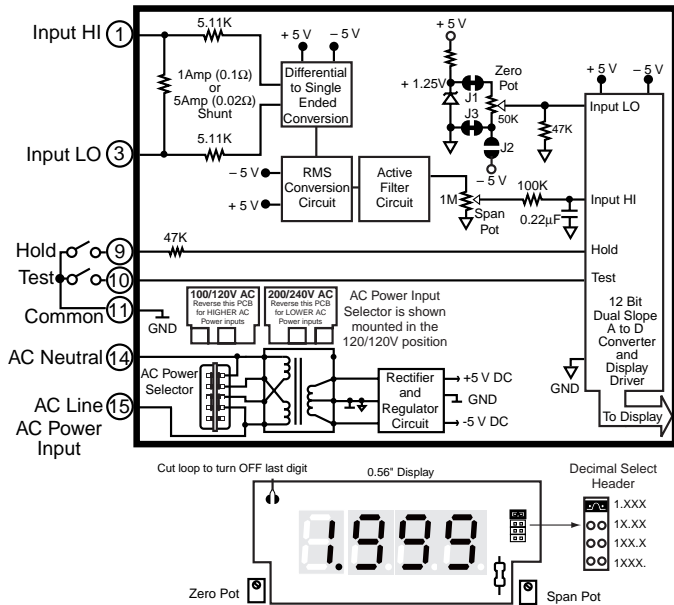 Input HI 1
5.11K
1Amp (0.1Ω)
or
5Amp (0.02Ω)
Shunt
+ 5 V – 5 V
Differential
to Single
Ended
Conversion
5.11K
Input LO 3
– 5 V
+ 5 V
RMS
Conversion
Circuit
Active
Filter
Circuit
+ 5 V
+ 1.25V
J1
Zero
Pot
J3
50K
J2
– 5 V
47K
1M
Span
Pot
100K
0.22µF
+ 5 V – 5 V
Input LO
Input HI
Hold
Test
12 Bit
Dual Slope
A to D
Converter
and
Display
Driver
GND
To Display
Hold 9
47K
Test 10
Common 11
GND
100/120V AC
Reverse this PCB
for HIGHER AC
Power inputs
200/240V AC
Reverse this PCB
for LOWER AC
Power inputs
AC Power Input
Selector is shown
mounted in the
120/120V position
AC Neutral 14
AC Power
Selector
AC Line 15
AC Power
Input
Rectifier
and
Regulator
Circuit
+5 V DC
GND
-5 V DC
Cut loop to turn OFF last digit
0.56" Display
Decimal Select
Header
1.XXX
1X.XX
1XX.X
1XXX.
1.999
Zero Pot
Span Pot